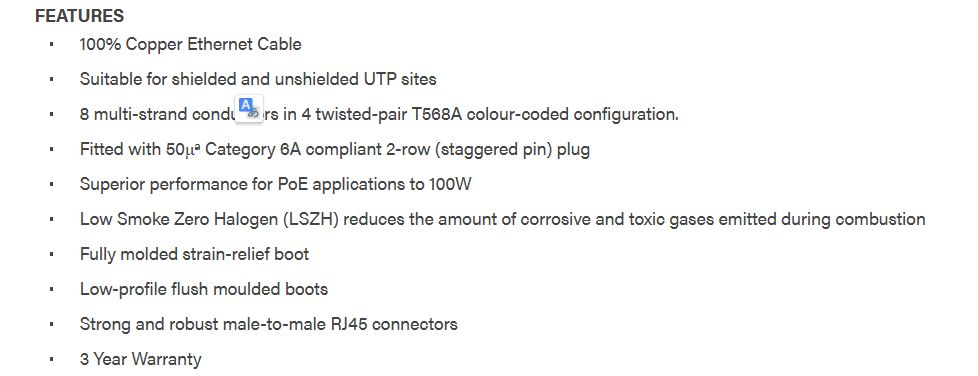 FEATURES
100% Copper Ethernet Cable
Suitable for shielded and unshielded UTP sites
8 multi-strand condu rs in 4 twisted-pair T568A colour-coded configuration.
Fitted with 50µª Category 6A compliant 2-row (staggered pin) plug
Superior performance for PoE applications to 100W
Low Smoke Zero Halogen (LSZH) reduces the amount of corrosive and toxic gases emitted during combustion
Fully molded strain-relief boot
Low-profile flush moulded boots
Strong and robust male-to-male RJ45 connectors
3 Year Warranty